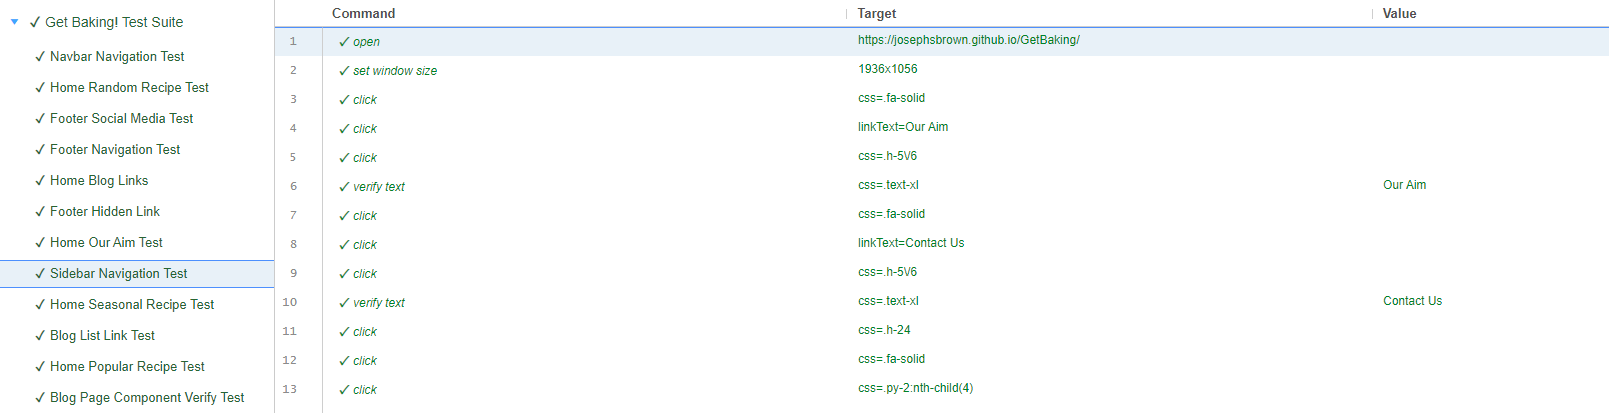 ✓ Get Baking! Test Suite
✓ Navbar Navigation Test
✓ Home Random Recipe Test
✓ Footer Social Media Test
✓ Footer Navigation Test
✓ Home Blog Links
✓ Footer Hidden Link
✓ Home Our Aim Test
✓ Sidebar Navigation Test
✓ Home Seasonal Recipe Test
✓ Blog List Link Test
✓ Home Popular Recipe Test
✓ Blog Page Component Verify Test
Command Target Value
1 ✓ open https://josephsbrown.github.io/GetBaking/
2 ✓ set window size 1936x1056
3 ✓ click css=.fa-solid
4 ✓ click linkText=Our Aim
5 ✓ click css=.h-5\/6
6 ✓ verify text css=.text-xl Our Aim
7 ✓ click css=.fa-solid
8 ✓ click linkText=Contact Us
9 ✓ click css=.h-5\/6
10 ✓ verify text css=.text-xl Contact Us
11 ✓ click css=.h-24
12 ✓ click css=.fa-solid
13 ✓ click css=.py-2:nth-child(4)